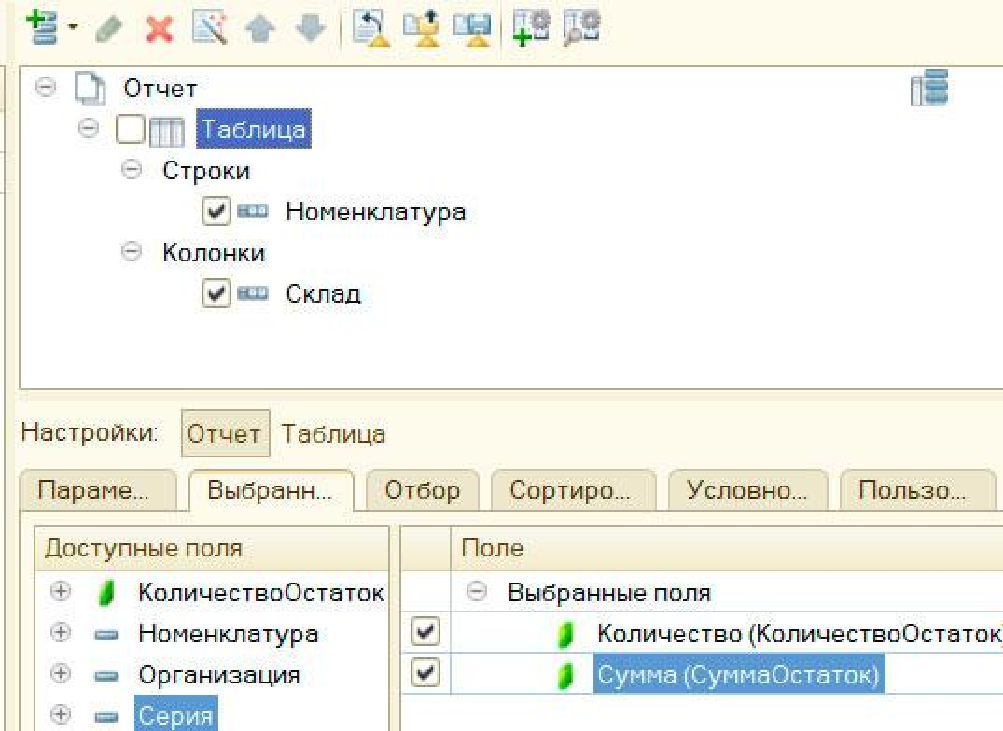 Отчет
Таблица
Строки
Номенклатура
Колонки
Склад
Настройки: Отчет Таблица
Параме... Выбранн... Отбор Сортиро... Условно... Пользо...
Доступные поля Поле
КоличествоОстаток Выбранные поля
Номенклатура Количество (КоличествоОстаток)
Организация Сумма (СуммаОстаток)
Серия